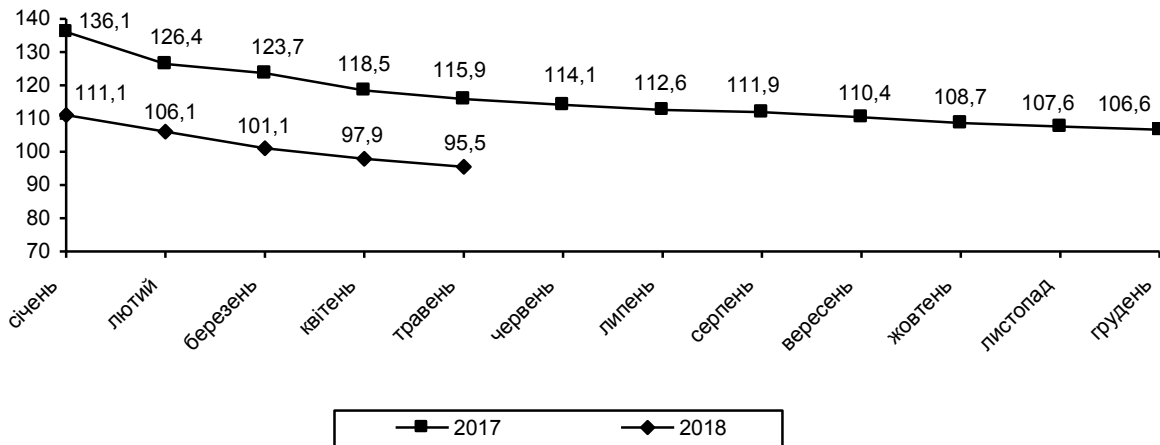 140
130
120
110
100
90
80
70
136,1
126,4
123,7
118,5
115,9
114,1
112,6
111,9
110,4
108,7
107,6
106,6
111,1
106,1
101,1
97,9
95,5
січень
лютий
березень
квітень
травень
червень
липень
серпень
вересень
жовтень
листопад
грудень
2017 2018